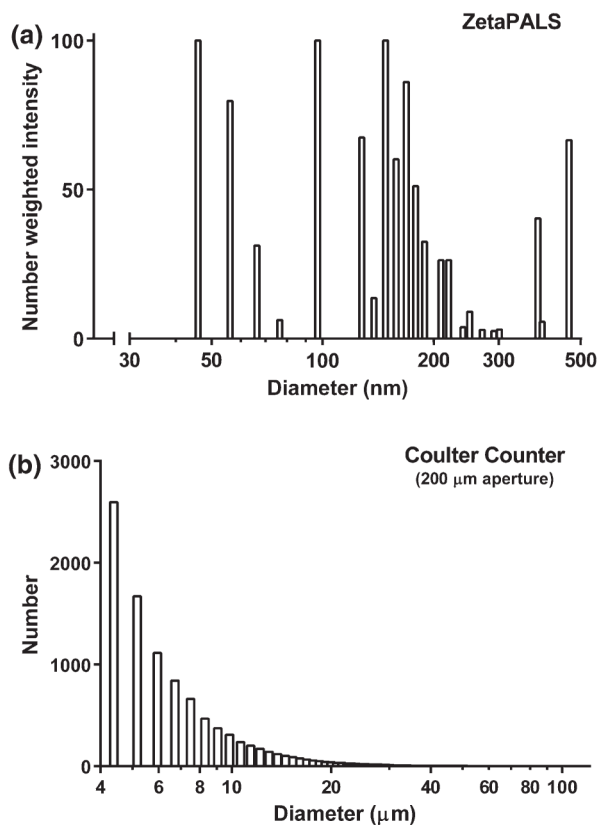 (a)
ZetaPALS
Number weighted intensity
100
50
0
30 50 100 200 300 500
Diameter (nm)
(b)
Coulter Counter
(200 μm aperture)
Number
3000
2000
1000
0
4 6 8 10 20 40 60 80 100
Diameter (μm)